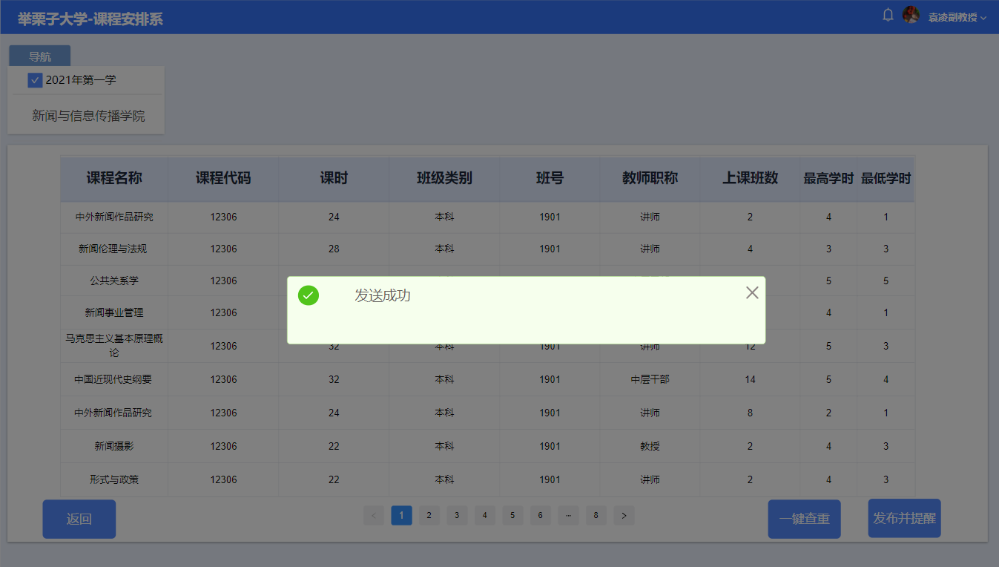 举栗子大学-课程安排系
袁凌副教授
导航
2021年第一学
新闻与信息传播学院
课程名称 课程代码 课时 班级类别 班号 教师职称 上课班数 最高学时 最低学时
中外新闻作品研究 12306 24 本科 1901 讲师 2 4 1
新闻伦理与法规 12306 28 本科 1901 讲师 4 3 3
公共关系学 12306 5 5
发送成功
新闻事业管理 12306 4 1
马克思主义基本原理概
论 12306 32 本科 1901 讲师 12 5 3
中国近现代史纲要 12306 32 本科 1901 中层干部 14 5 4
中外新闻作品研究 12306 24 本科 1901 讲师 8 2 1
新闻摄影 12306 22 本科 1901 教授 2 4 3
形式与政策 12306 22 本科 1901 讲师 2 4 3
返回 < 1 2 3 4 5 6 ··· 8 > 一键查重 发布并提醒